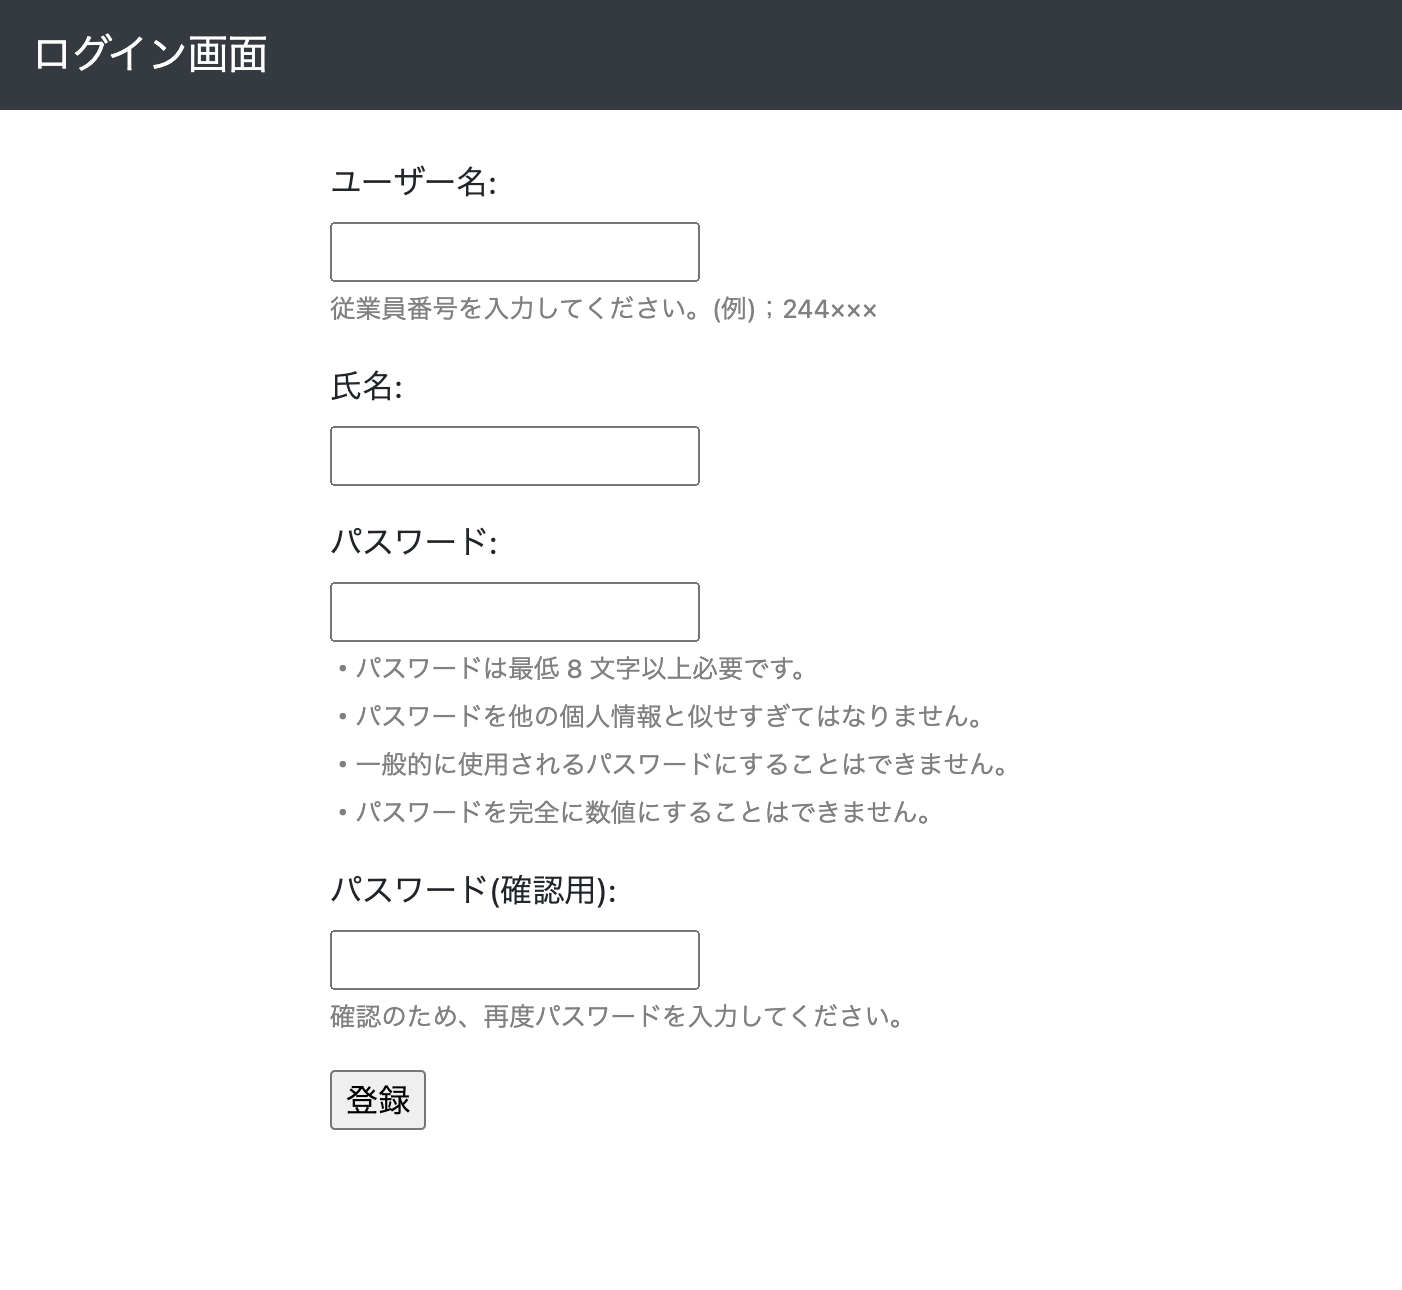 ログイン画面
ユーザー名:
従業員番号を入力してください。(例)；244×××
氏名:
パスワード:
・パスワードは最低 8 文字以上必要です。
・パスワードを他の個人情報と似せすぎてはなりません。
・一般的に使用されるパスワードにすることはできません。
・パスワードを完全に数値にすることはできません。
パスワード(確認用):
確認のため、再度パスワードを入力してください。
登録